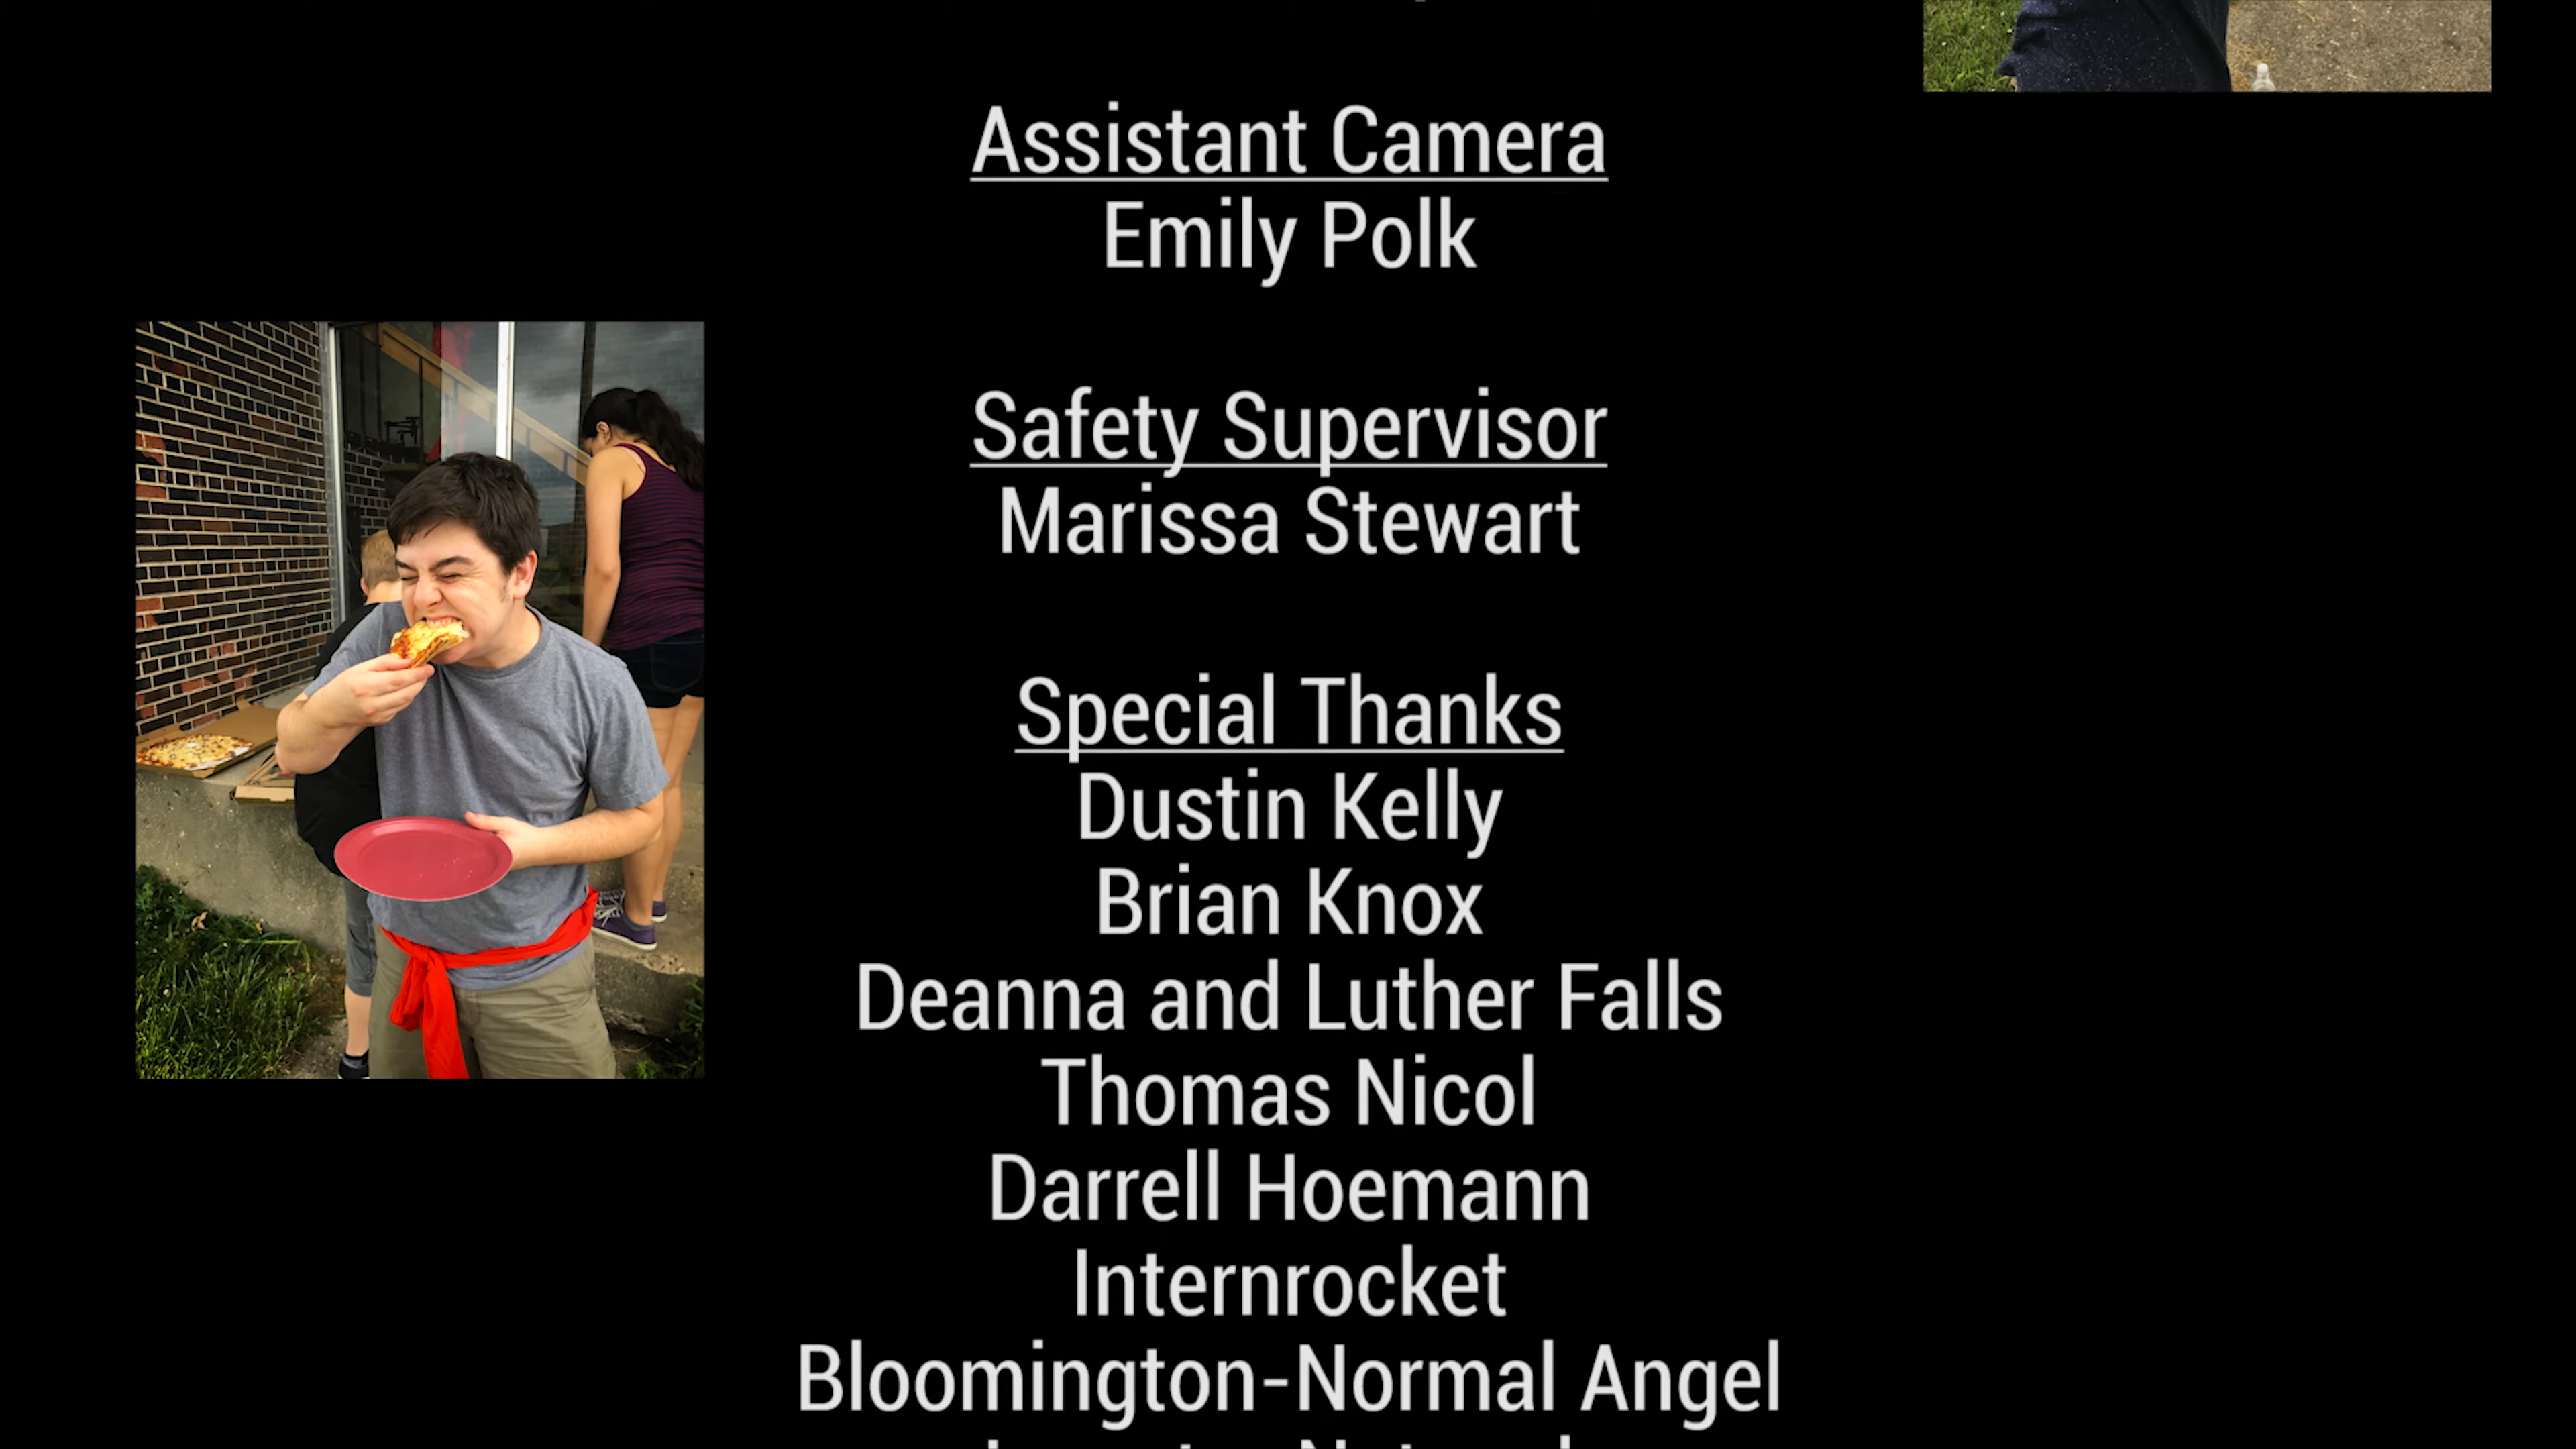 Assistant Camera
Emily Polk
Safety Supervisor
Marissa Stewart
Special Thanks
Dustin Kelly
Brian Knox
Deanna and Luther Falls
Thomas Nicol
Darrell Hoemann
Internrocket
Bloomington-Normal Angel